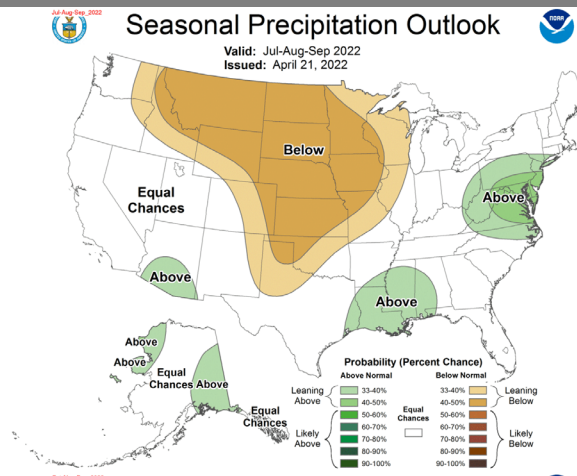 Jul-Aug-Sep_2022
Seasonal Precipitation Outlook
NOAA
Valid: Jul-Aug-Sep 2022
Issued: April 21, 2022
Below
Equal
Chances
Above
Above
Above
Above
Above
Equal
Chances
Above
Equal
Chances
Probability (Percent Chance)
Above Normal
Below Normal
Leaning
Above
33-40%
40-50%
50-60%
60-70%
70-80%
80-90%
90-100%
Likely
Above
Equal
Chances
33-40%
40-50%
50-60%
60-70%
70-80%
80-90%
90-100%
Leaning
Below
Likely
Below